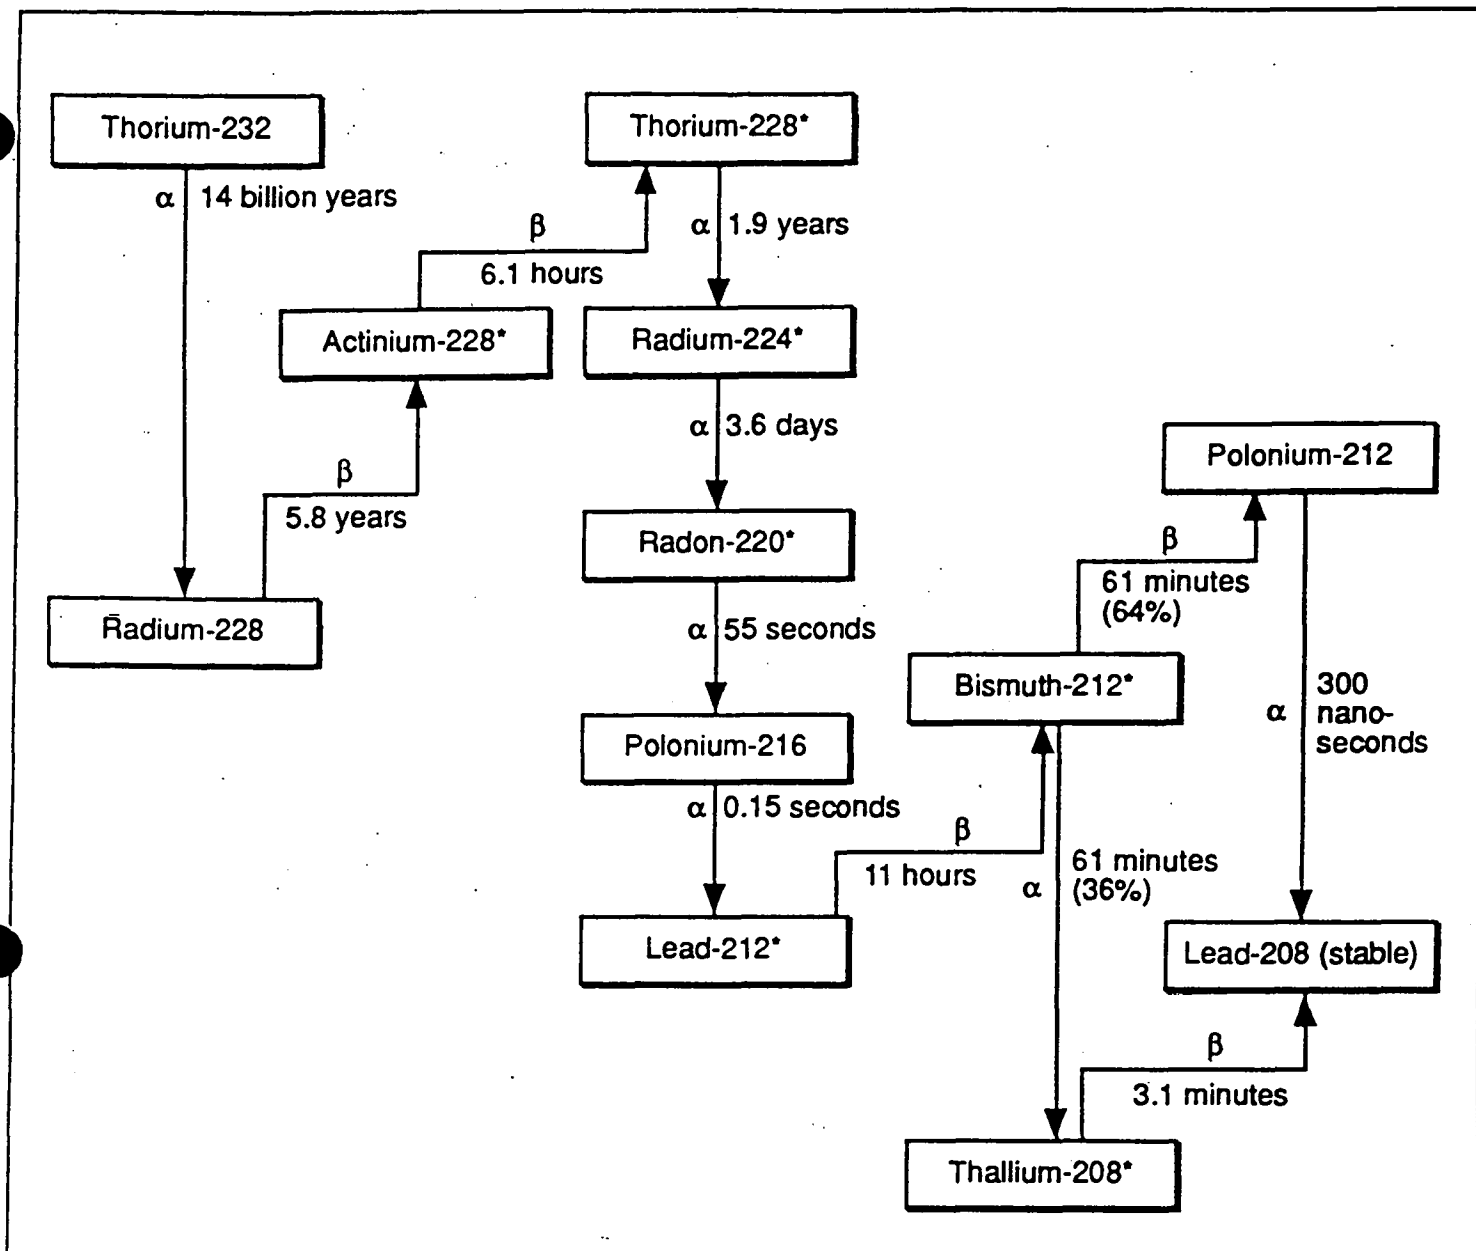 Thorium-232
α 14 billion years
Radium-228
β
5.8 years
Actinium-228*
β
6.1 hours
Thorium-228*
α 1.9 years
Radium-224*
α 3.6 days
Radon-220*
α 55 seconds
Polonium-216
α 0.15 seconds
Lead-212*
β
11 hours
Bismuth-212*
β
61 minutes
(64%)
Polonium-212
α
300
nano-
seconds
α
61 minutes
(36%)
Thallium-208*
β
3.1 minutes
Lead-208 (stable)